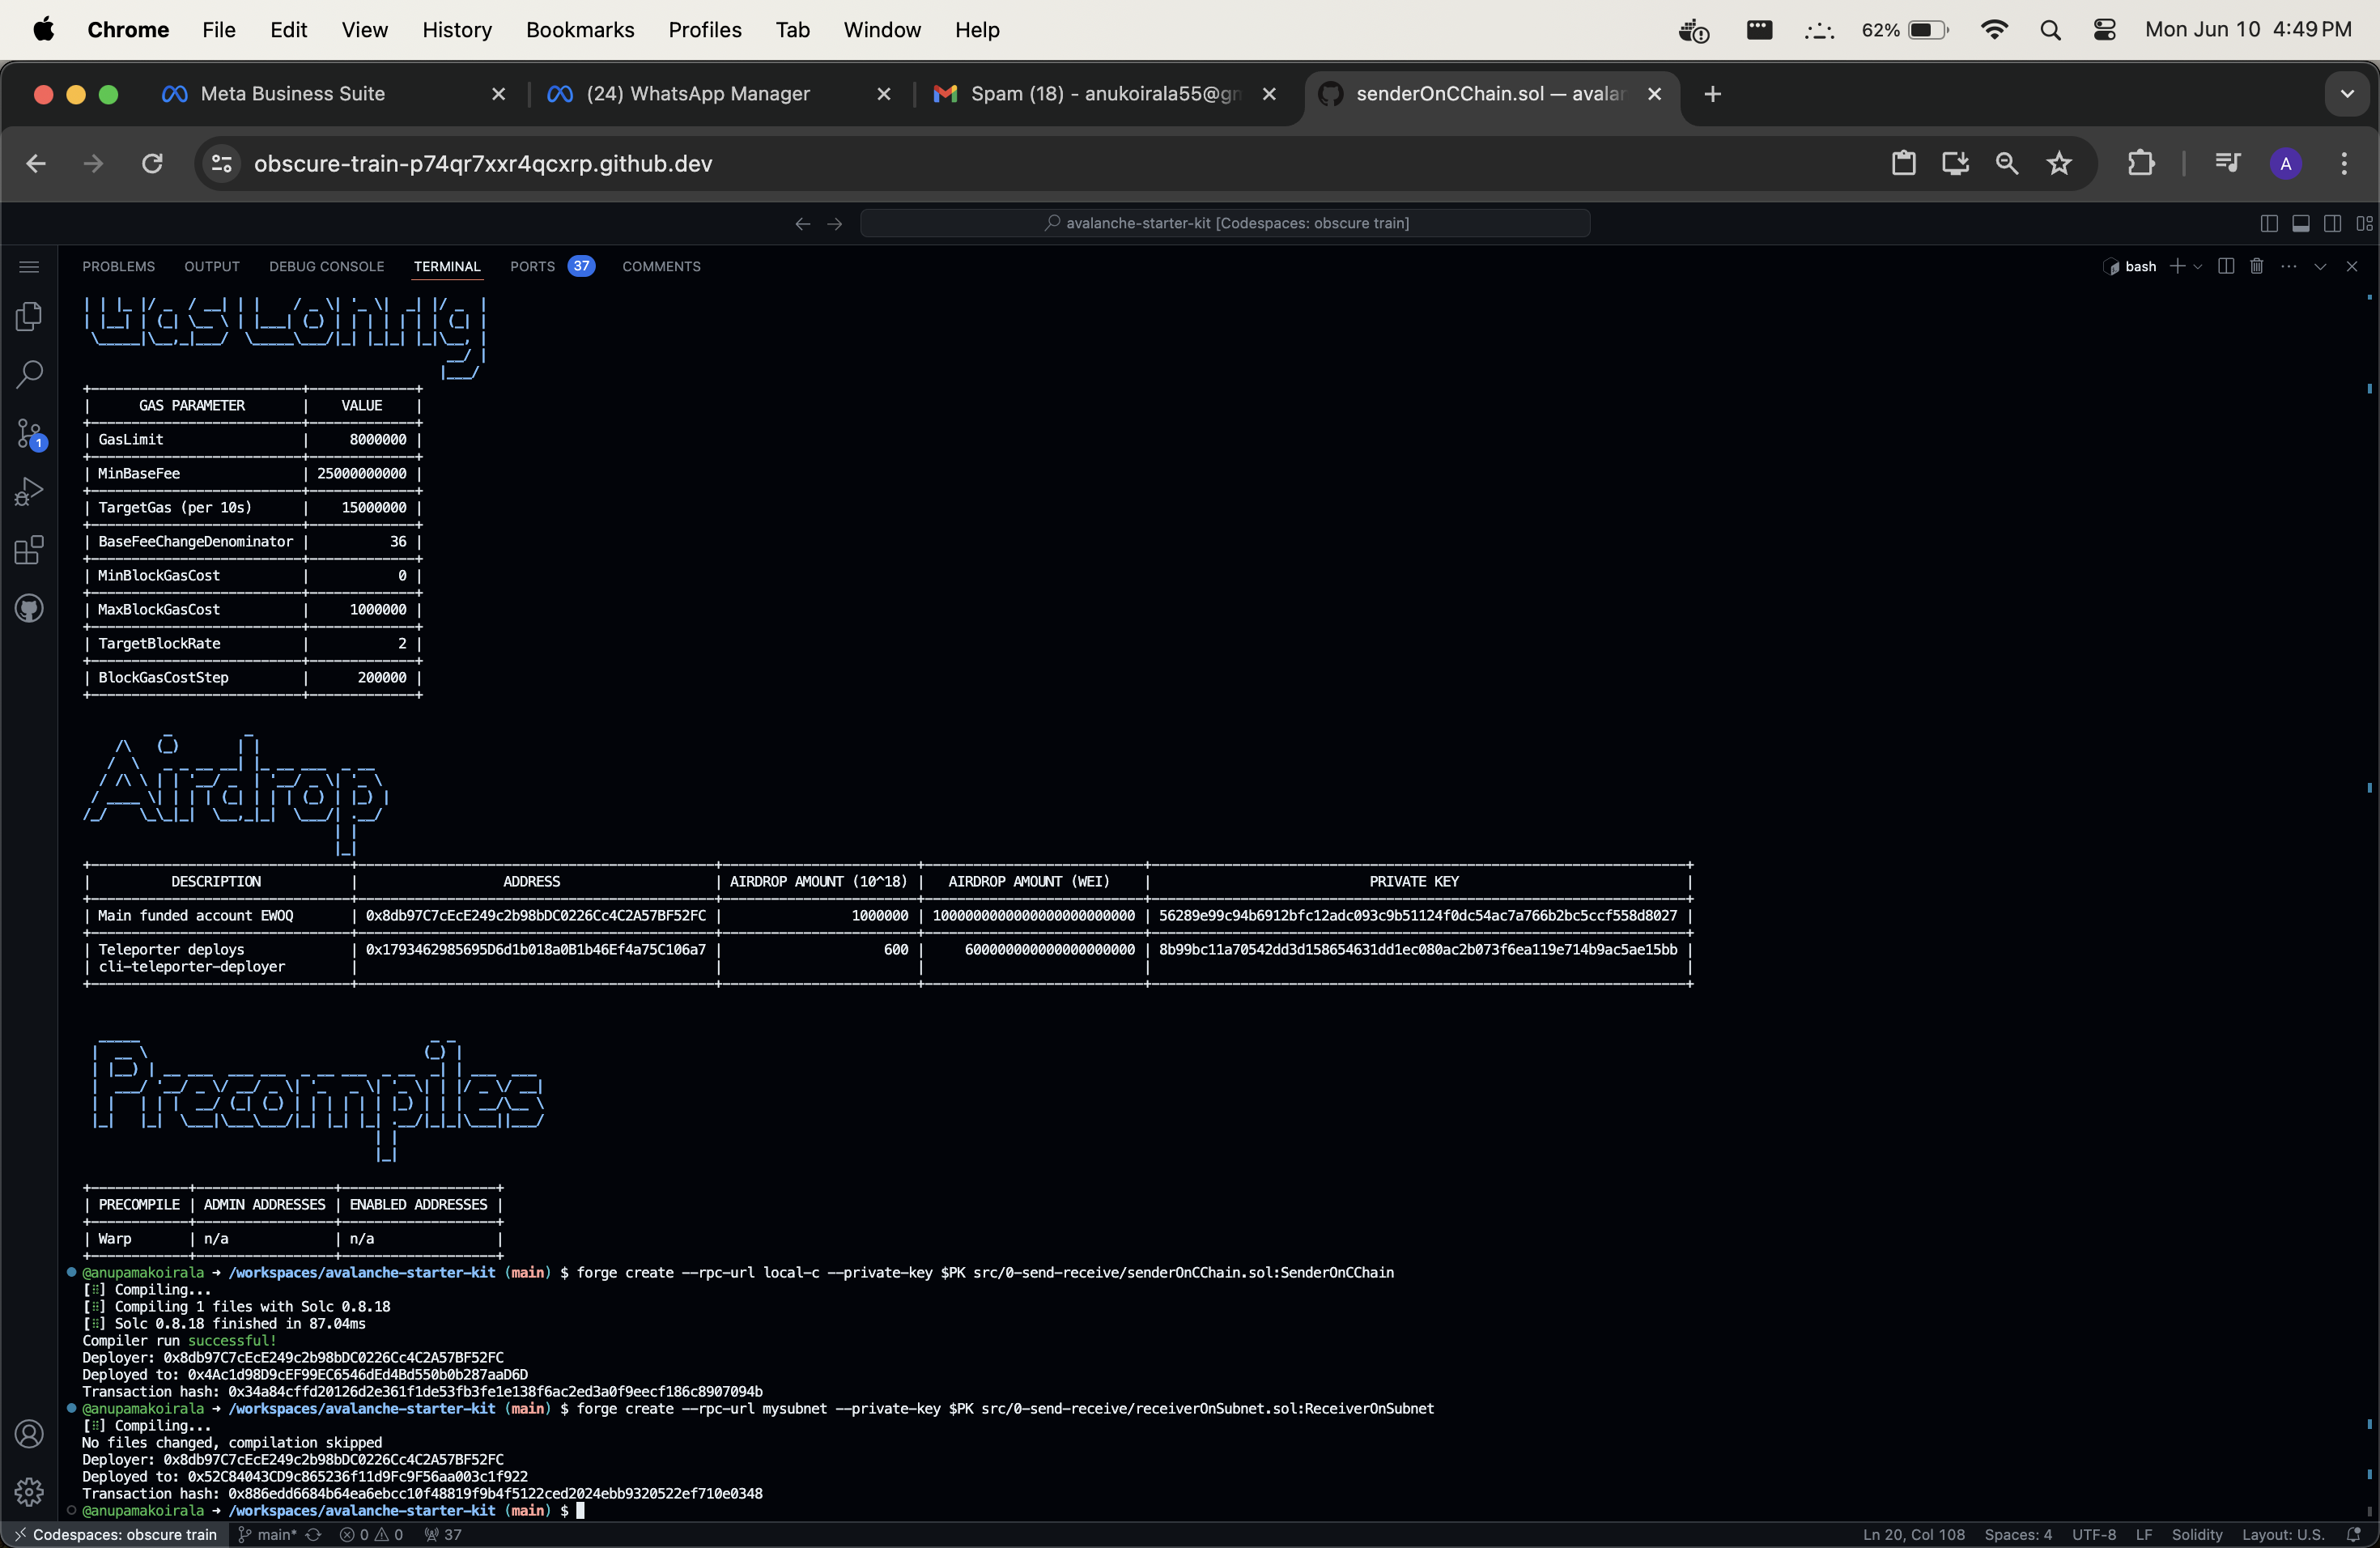 Chrome File Edit View History Bookmarks Profiles Tab Window Help 62% Mon Jun 10 4:49 PM
Meta Business Suite (24) WhatsApp Manager Spam (18) - anukoirala55@gm senderOnCChain.sol — avalan
obscure-train-p74qr7xxr4qcxrp.github.dev A
avalanche-starter-kit [Codespaces: obscure train]
PROBLEMS OUTPUT DEBUG CONSOLE TERMINAL PORTS 37 COMMENTS bash
Gas Config
GAS PARAMETER VALUE
GasLimit 8000000
MinBaseFee 25000000000
TargetGas (per 10s) 15000000
BaseFeeChangeDenominator 36
MinBlockGasCost 0
MaxBlockGasCost 1000000
TargetBlockRate 2
BlockGasCostStep 200000
1
Airdrop
DESCRIPTION ADDRESS AIRDROP AMOUNT (10^18) AIRDROP AMOUNT (WEI) PRIVATE KEY
Main funded account EWOQ 0x8db97C7cEcE249c2b98bDC0226Cc4C2A57BF52FC 1000000 1000000000000000000000000 56289e99c94b6912bfc12adc093c9b51124f0dc54ac7a766b2bc5ccf558d8027
Teleporter deploys 0x1793462985695D6d1b018a0B1b46Ef4a75C106a7 600 600000000000000000000 8b99bc11a70542dd3d158654631dd1ec080ac2b073f6ea119e714b9ac5ae15bb
cli-teleporter-deployer
Precompiles
PRECOMPILE ADMIN ADDRESSES ENABLED ADDRESSES
Warp n/a n/a
@anupamakoirala → /workspaces/avalanche-starter-kit (main) $ forge create --rpc-url local-c --private-key $PK src/0-send-receive/senderOnCChain.sol:SenderOnCChain
[⠿] Compiling...
[⠿] Compiling 1 files with Solc 0.8.18
[⠿] Solc 0.8.18 finished in 87.04ms
Compiler run successful!
Deployer: 0x8db97C7cEcE249c2b98bDC0226Cc4C2A57BF52FC
Deployed to: 0x4Ac1d98D9cEF99EC6546dEd4Bd550b0b287aaD6D
Transaction hash: 0x34a84cffd20126d2e361f1de53fb3fe1e138f6ac2ed3a0f9eecf186c8907094b
@anupamakoirala → /workspaces/avalanche-starter-kit (main) $ forge create --rpc-url mysubnet --private-key $PK src/0-send-receive/receiverOnSubnet.sol:ReceiverOnSubnet
[⠿] Compiling...
No files changed, compilation skipped
Deployer: 0x8db97C7cEcE249c2b98bDC0226Cc4C2A57BF52FC
Deployed to: 0x52C84043CD9c865236f11d9Fc9F56aa003c1f922
Transaction hash: 0x886edd6684b64ea6ebcc10f48819f9b4f5122ced2024ebb9320522ef710e0348
@anupamakoirala → /workspaces/avalanche-starter-kit (main) $
Codespaces: obscure train main* 0 0 37 Ln 20, Col 108 Spaces: 4 UTF-8 LF Solidity Layout: U.S.